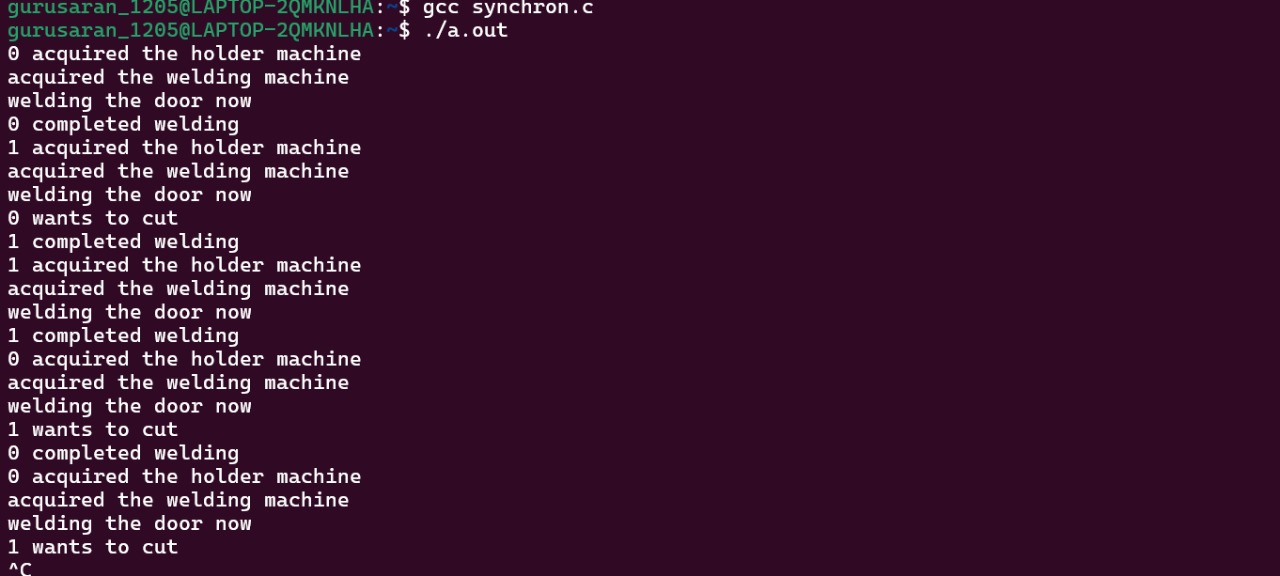 gurusaran_1205@LAPTOP-2QMKNLHA:~$ gcc synchron.c
gurusaran_1205@LAPTOP-2QMKNLHA:~$ ./a.out
0 acquired the holder machine
acquired the welding machine
welding the door now
0 completed welding
1 acquired the holder machine
acquired the welding machine
welding the door now
0 wants to cut
1 completed welding
1 acquired the holder machine
acquired the welding machine
welding the door now
1 completed welding
0 acquired the holder machine
acquired the welding machine
welding the door now
1 wants to cut
0 completed welding
0 acquired the holder machine
acquired the welding machine
welding the door now
1 wants to cut
^C